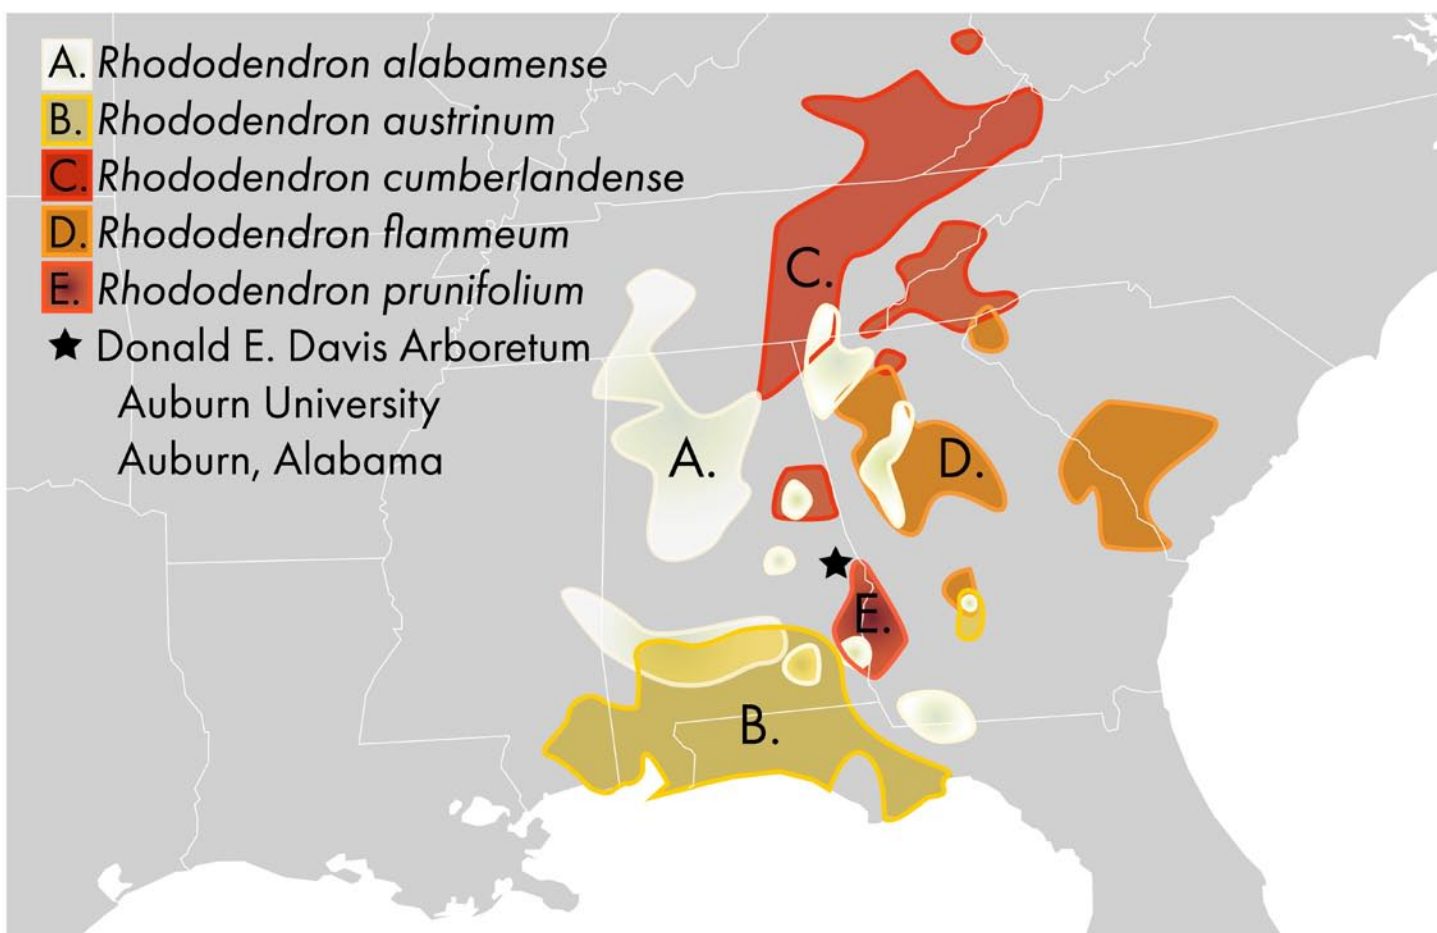 A. Rhododendron alabamense
B. Rhododendron austrinum
C. Rhododendron cumberlandense
D. Rhododendron flammeum
E. Rhododendron prunifolium
★ Donald E. Davis Arboretum
Auburn University
Auburn, Alabama
C.
A.
D.
E.
B.